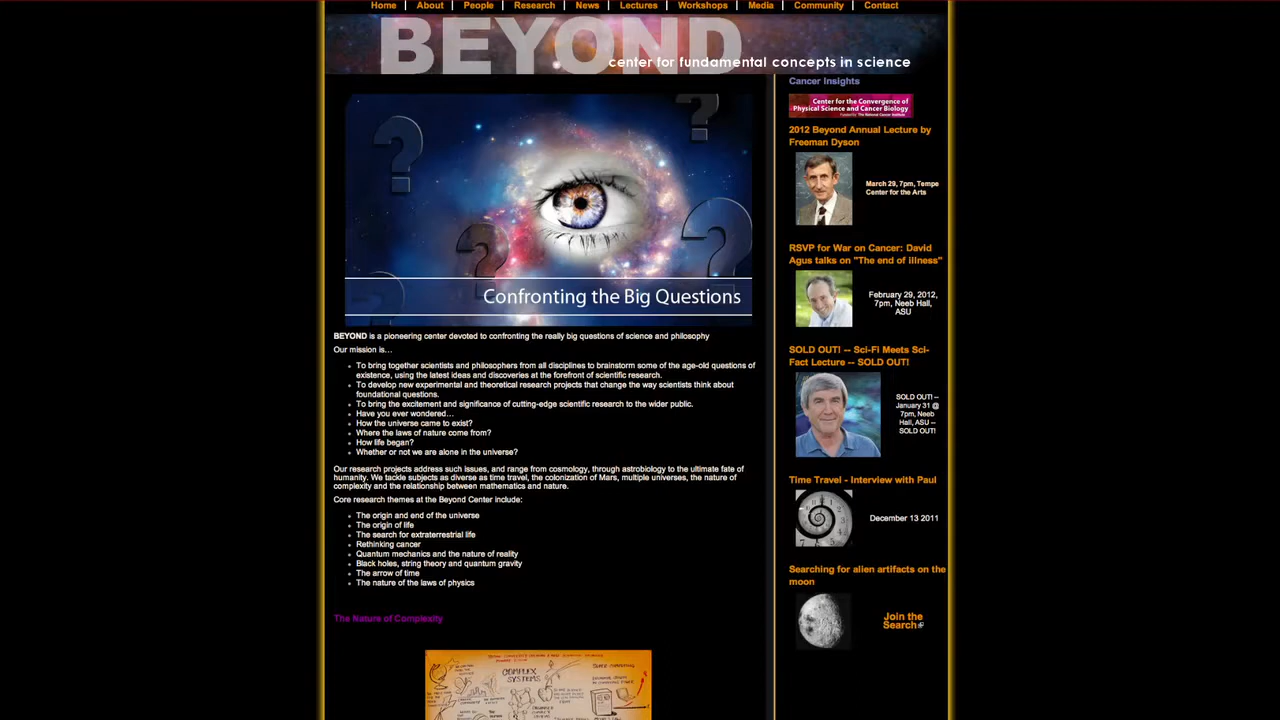 Home | About | People | Research | News | Lectures | Workshops | Media | Community | Contact
BEYOND
center for fundamental concepts in science
Confronting the Big Questions
BEYOND is a pioneering center devoted to confronting the really big questions of science and philosophy
Our mission is…
To bring together scientists and philosophers from all disciplines to brainstorm some of the age-old questions of
existence, using the latest ideas and discoveries at the forefront of scientific research.
To develop new experimental and theoretical research projects that change the way scientists think about
foundational questions.
To bring the excitement and significance of cutting-edge scientific research to the wider public.
Have you ever wondered…
How the universe came to exist?
Where the laws of nature come from?
How life began?
Whether or not we are alone in the universe?
Our research projects address such issues, and range from cosmology, through astrobiology to the ultimate fate of
humanity. We tackle subjects as diverse as time travel, the colonization of Mars, multiple universes, the nature of
complexity and the relationship between mathematics and nature.
Core research themes at the Beyond Center include:
The origin and end of the universe
The origin of life
The search for extraterrestrial life
Rethinking cancer
Quantum mechanics and the nature of reality
Black holes, string theory and quantum gravity
The arrow of time
The nature of the laws of physics
The Nature of Complexity
COMPLEX
SYSTEMS
Cancer Insights
Center for the Convergence of
Physical Science and Cancer Biology
Funded by The National Cancer Institute
2012 Beyond Annual Lecture by
Freeman Dyson
March 29, 7pm, Tempe
Center for the Arts
RSVP for War on Cancer: David
Agus talks on "The end of illness"
February 29, 2012,
7pm, Neeb Hall,
ASU
SOLD OUT! -- Sci-Fi Meets Sci-
Fact Lecture -- SOLD OUT!
SOLD OUT! --
January 31 @
7pm, Neeb
Hall, ASU --
SOLD OUT!
Time Travel - Interview with Paul
December 13 2011
Searching for alien artifacts on the
moon
Join the
Search